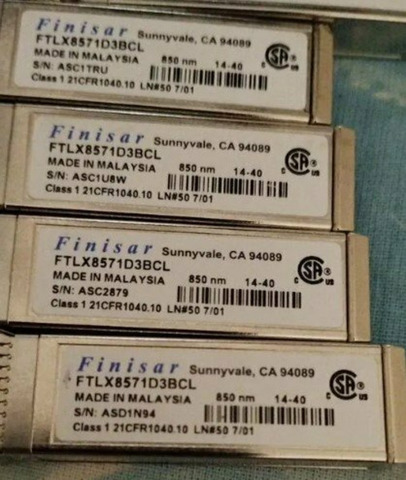 Finisar Sunnyvale, CA 94089
FTLX8571D3BCL
MADE IN MALAYSIA 850 nm 14-40
S/N: ASC1TRU
Class 1 21CFR1040.10 LN#50 7/01
Finisar Sunnyvale, CA 94089
FTLX8571D3BCL
MADE IN MALAYSIA 850 nm 14-40
S/N: ASC1U8W
Class 1 21CFR1040.10 LN#50 7/01
Finisar Sunnyvale, CA 94089
FTLX8571D3BCL
MADE IN MALAYSIA 850 nm 14-40
S/N: ASC2879
Class 1 21CFR1040.10 LN#50 7/01
Finisar Sunnyvale, CA 94089
FTLX8571D3BCL
MADE IN MALAYSIA 850 nm 14-40
S/N: ASD1N94
Class 1 21CFR1040.10 LN#50 7/01